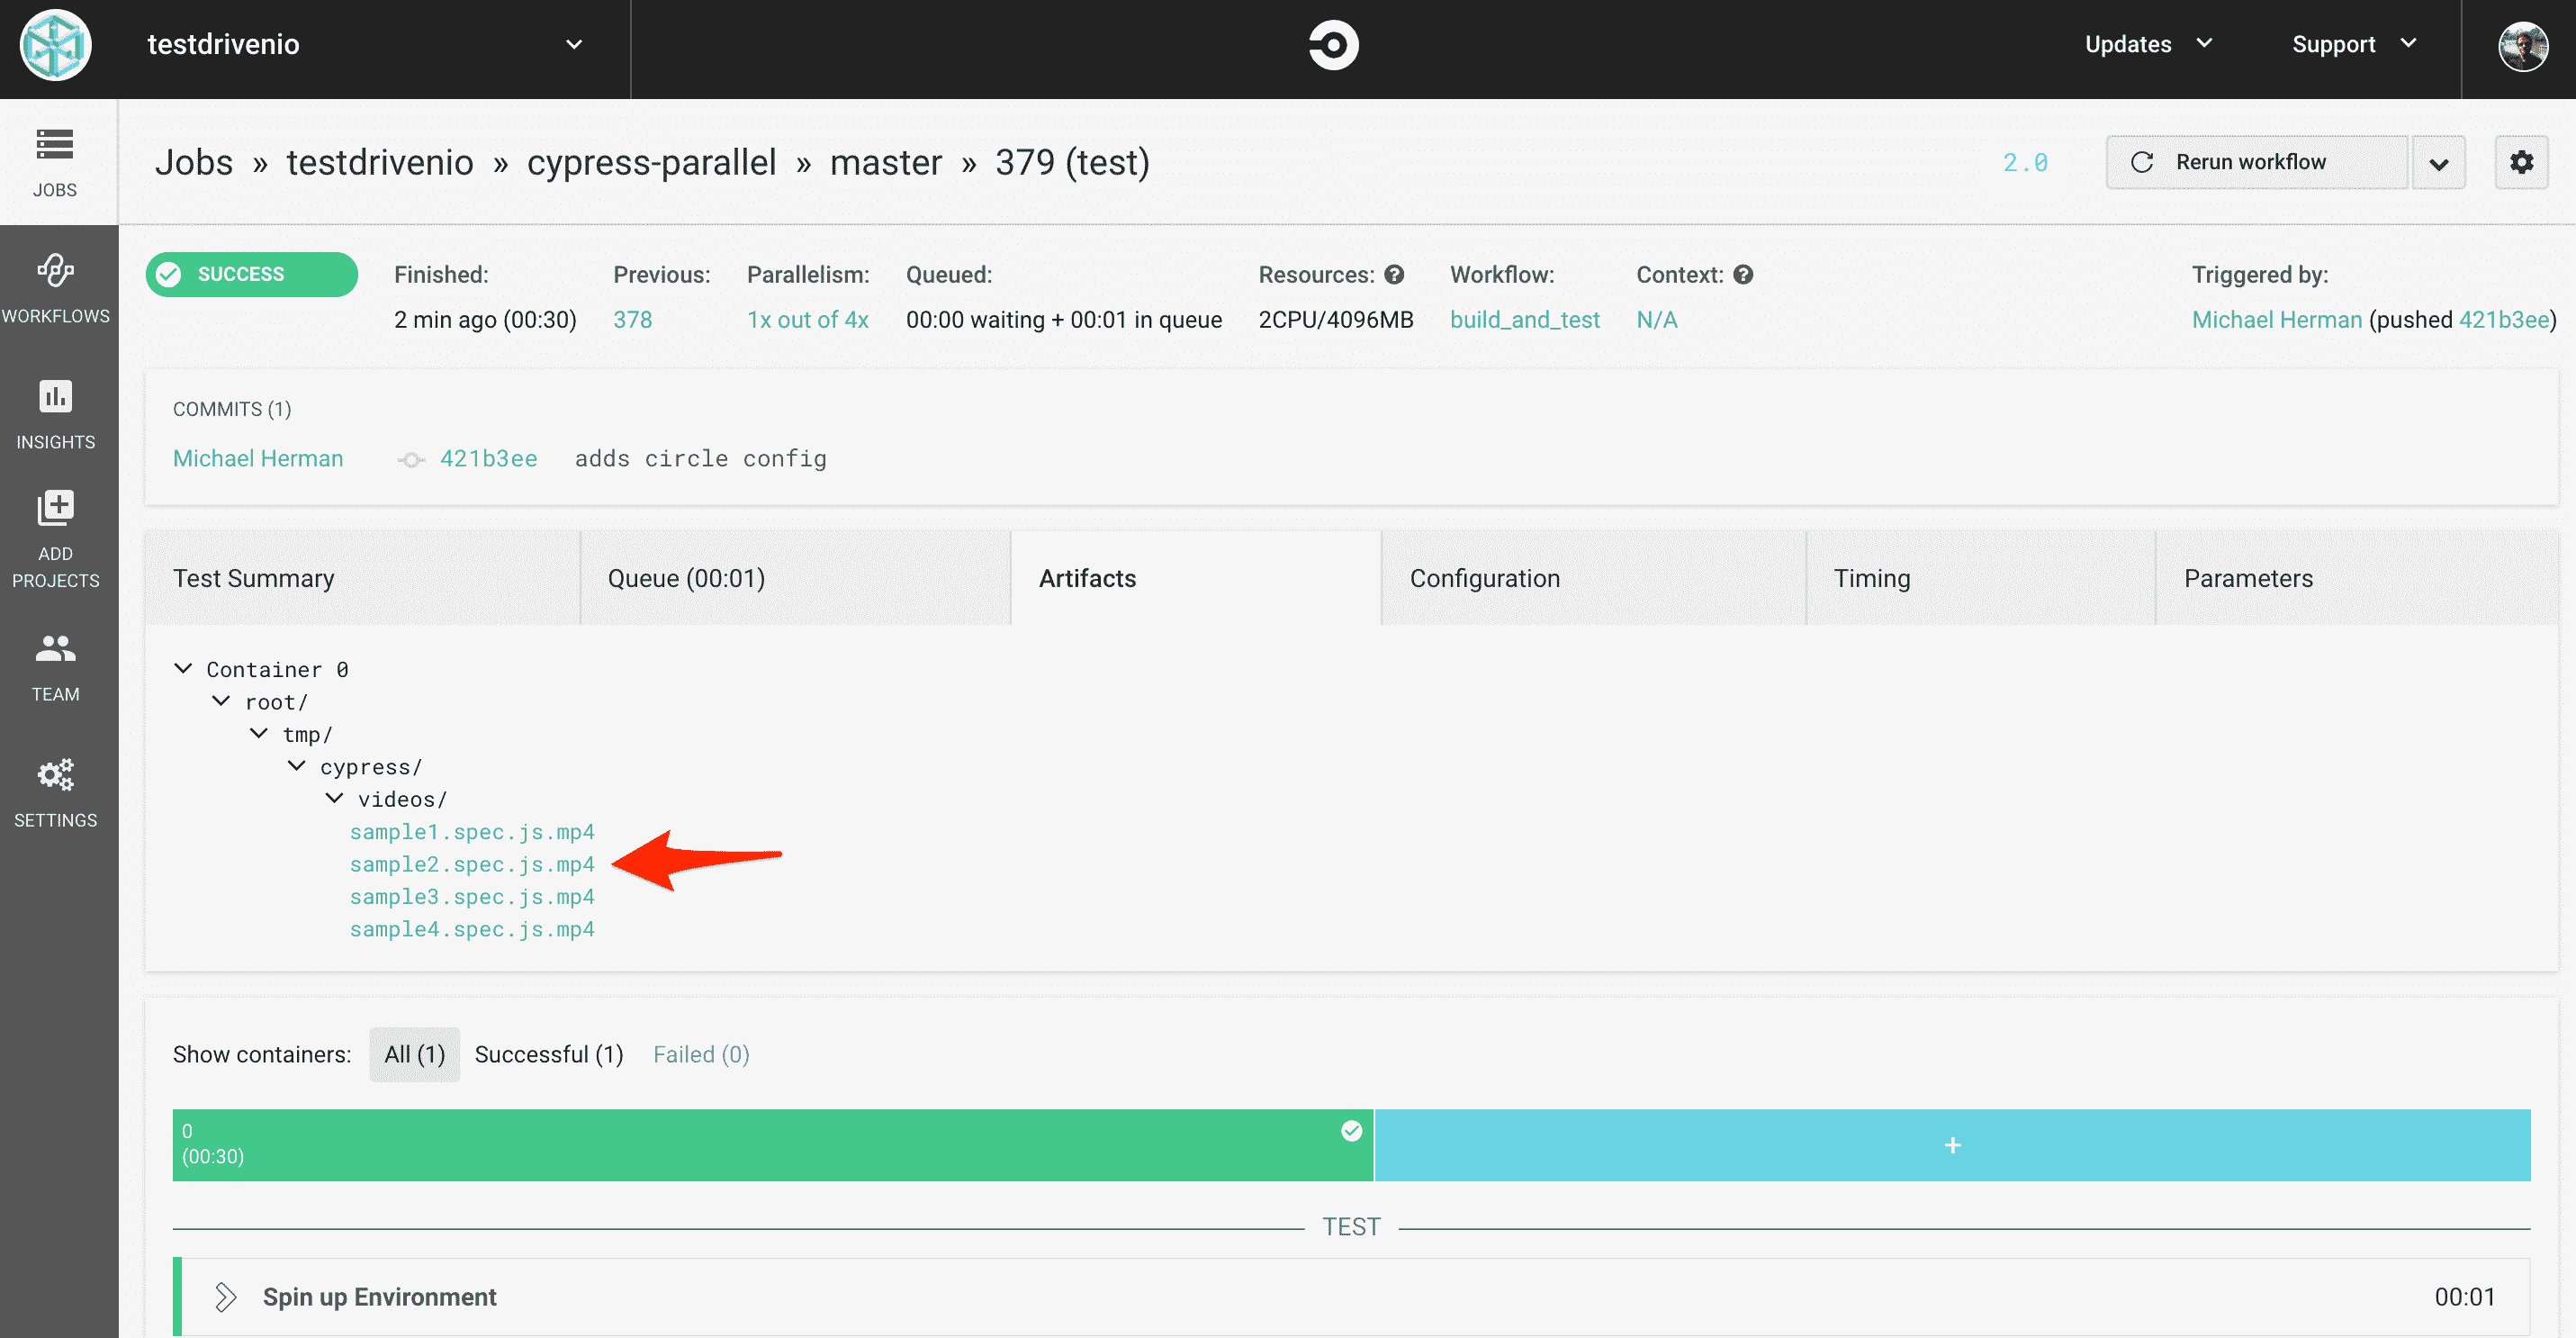 testdrivenio
Updates
Support
JOBS
WORKFLOWS
INSIGHTS
ADD
PROJECTS
TEAM
SETTINGS
Jobs » testdrivenio » cypress-parallel » master » 379 (test)
2.0
Rerun workflow
SUCCESS
Finished:
2 min ago (00:30)
Previous:
378
Parallelism:
1x out of 4x
Queued:
00:00 waiting + 00:01 in queue
Resources:
2CPU/4096MB
Workflow:
build_and_test
Context:
N/A
Triggered by:
Michael Herman (pushed 421b3ee)
COMMITS (1)
Michael Herman 421b3ee adds circle config
Test Summary
Queue (00:01)
Artifacts
Configuration
Timing
Parameters
Container 0
root/
tmp/
cypress/
videos/
sample1.spec.js.mp4
sample2.spec.js.mp4
sample3.spec.js.mp4
sample4.spec.js.mp4
Show containers: All (1) Successful (1) Failed (0)
0
(00:30)
+
TEST
Spin up Environment 00:01